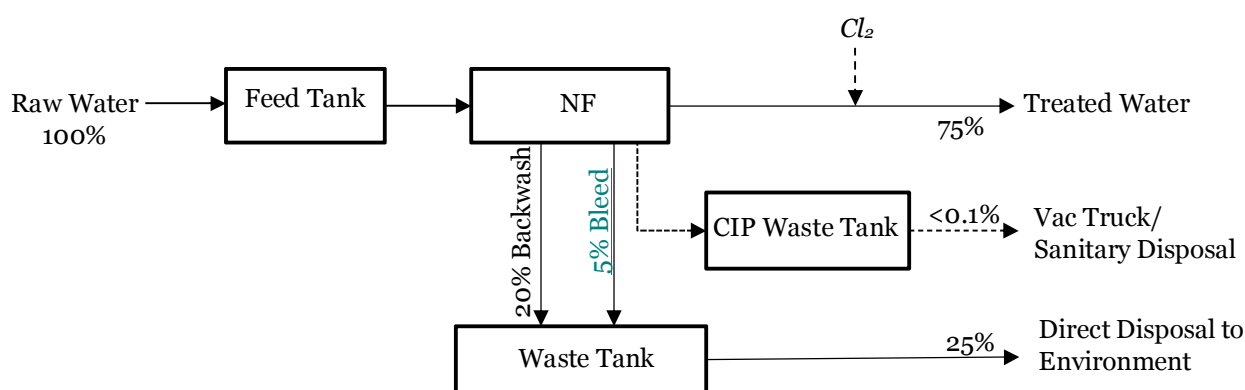 Cl₂
Raw Water
100%
Feed Tank
NF
75%
Treated Water
20% Backwash
5% Bleed
CIP Waste Tank
<0.1%
Vac Truck/
Sanitary Disposal
Waste Tank
25%
Direct Disposal to
Environment